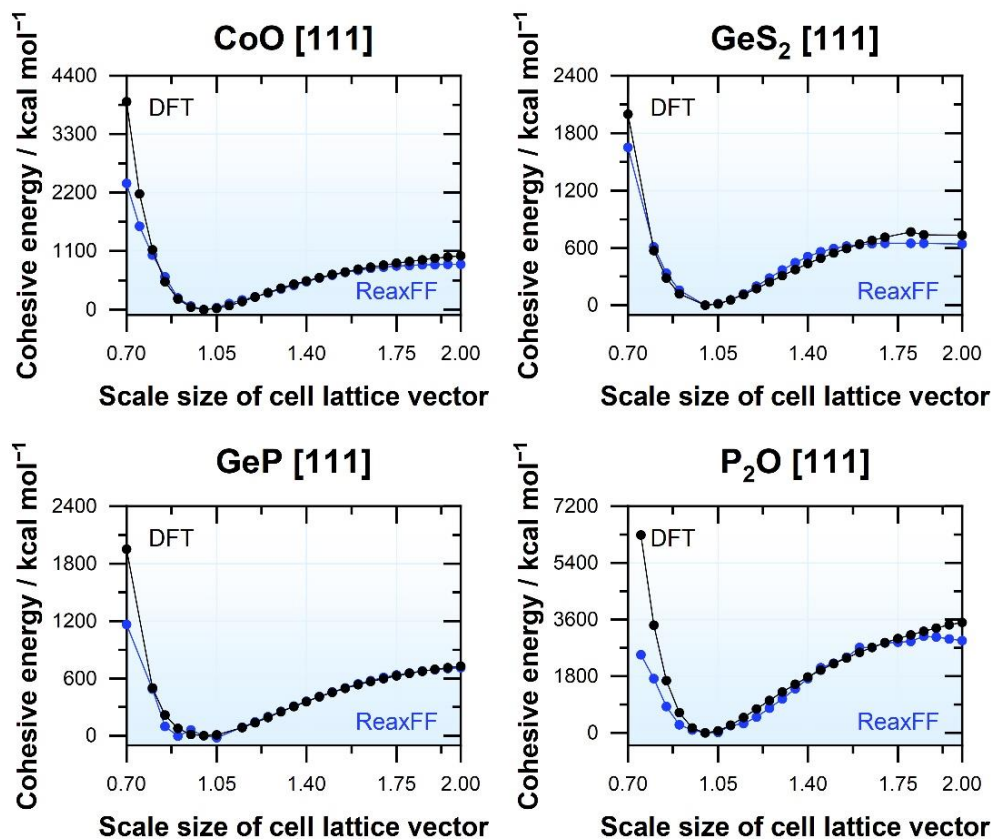 CoO [111]
Cohesive energy / kcal mol⁻¹
4400
3300
2200
1100
0
DFT
ReaxFF
0.70 1.05 1.40 1.75 2.00
Scale size of cell lattice vector
GeS₂ [111]
Cohesive energy / kcal mol⁻¹
2400
1800
1200
600
0
DFT
ReaxFF
0.70 1.05 1.40 1.75 2.00
Scale size of cell lattice vector
GeP [111]
Cohesive energy / kcal mol⁻¹
2400
1800
1200
600
0
DFT
ReaxFF
0.70 1.05 1.40 1.75 2.00
Scale size of cell lattice vector
P₂O [111]
Cohesive energy / kcal mol⁻¹
7200
5400
3600
1800
0
DFT
ReaxFF
0.70 1.05 1.40 1.75 2.00
Scale size of cell lattice vector